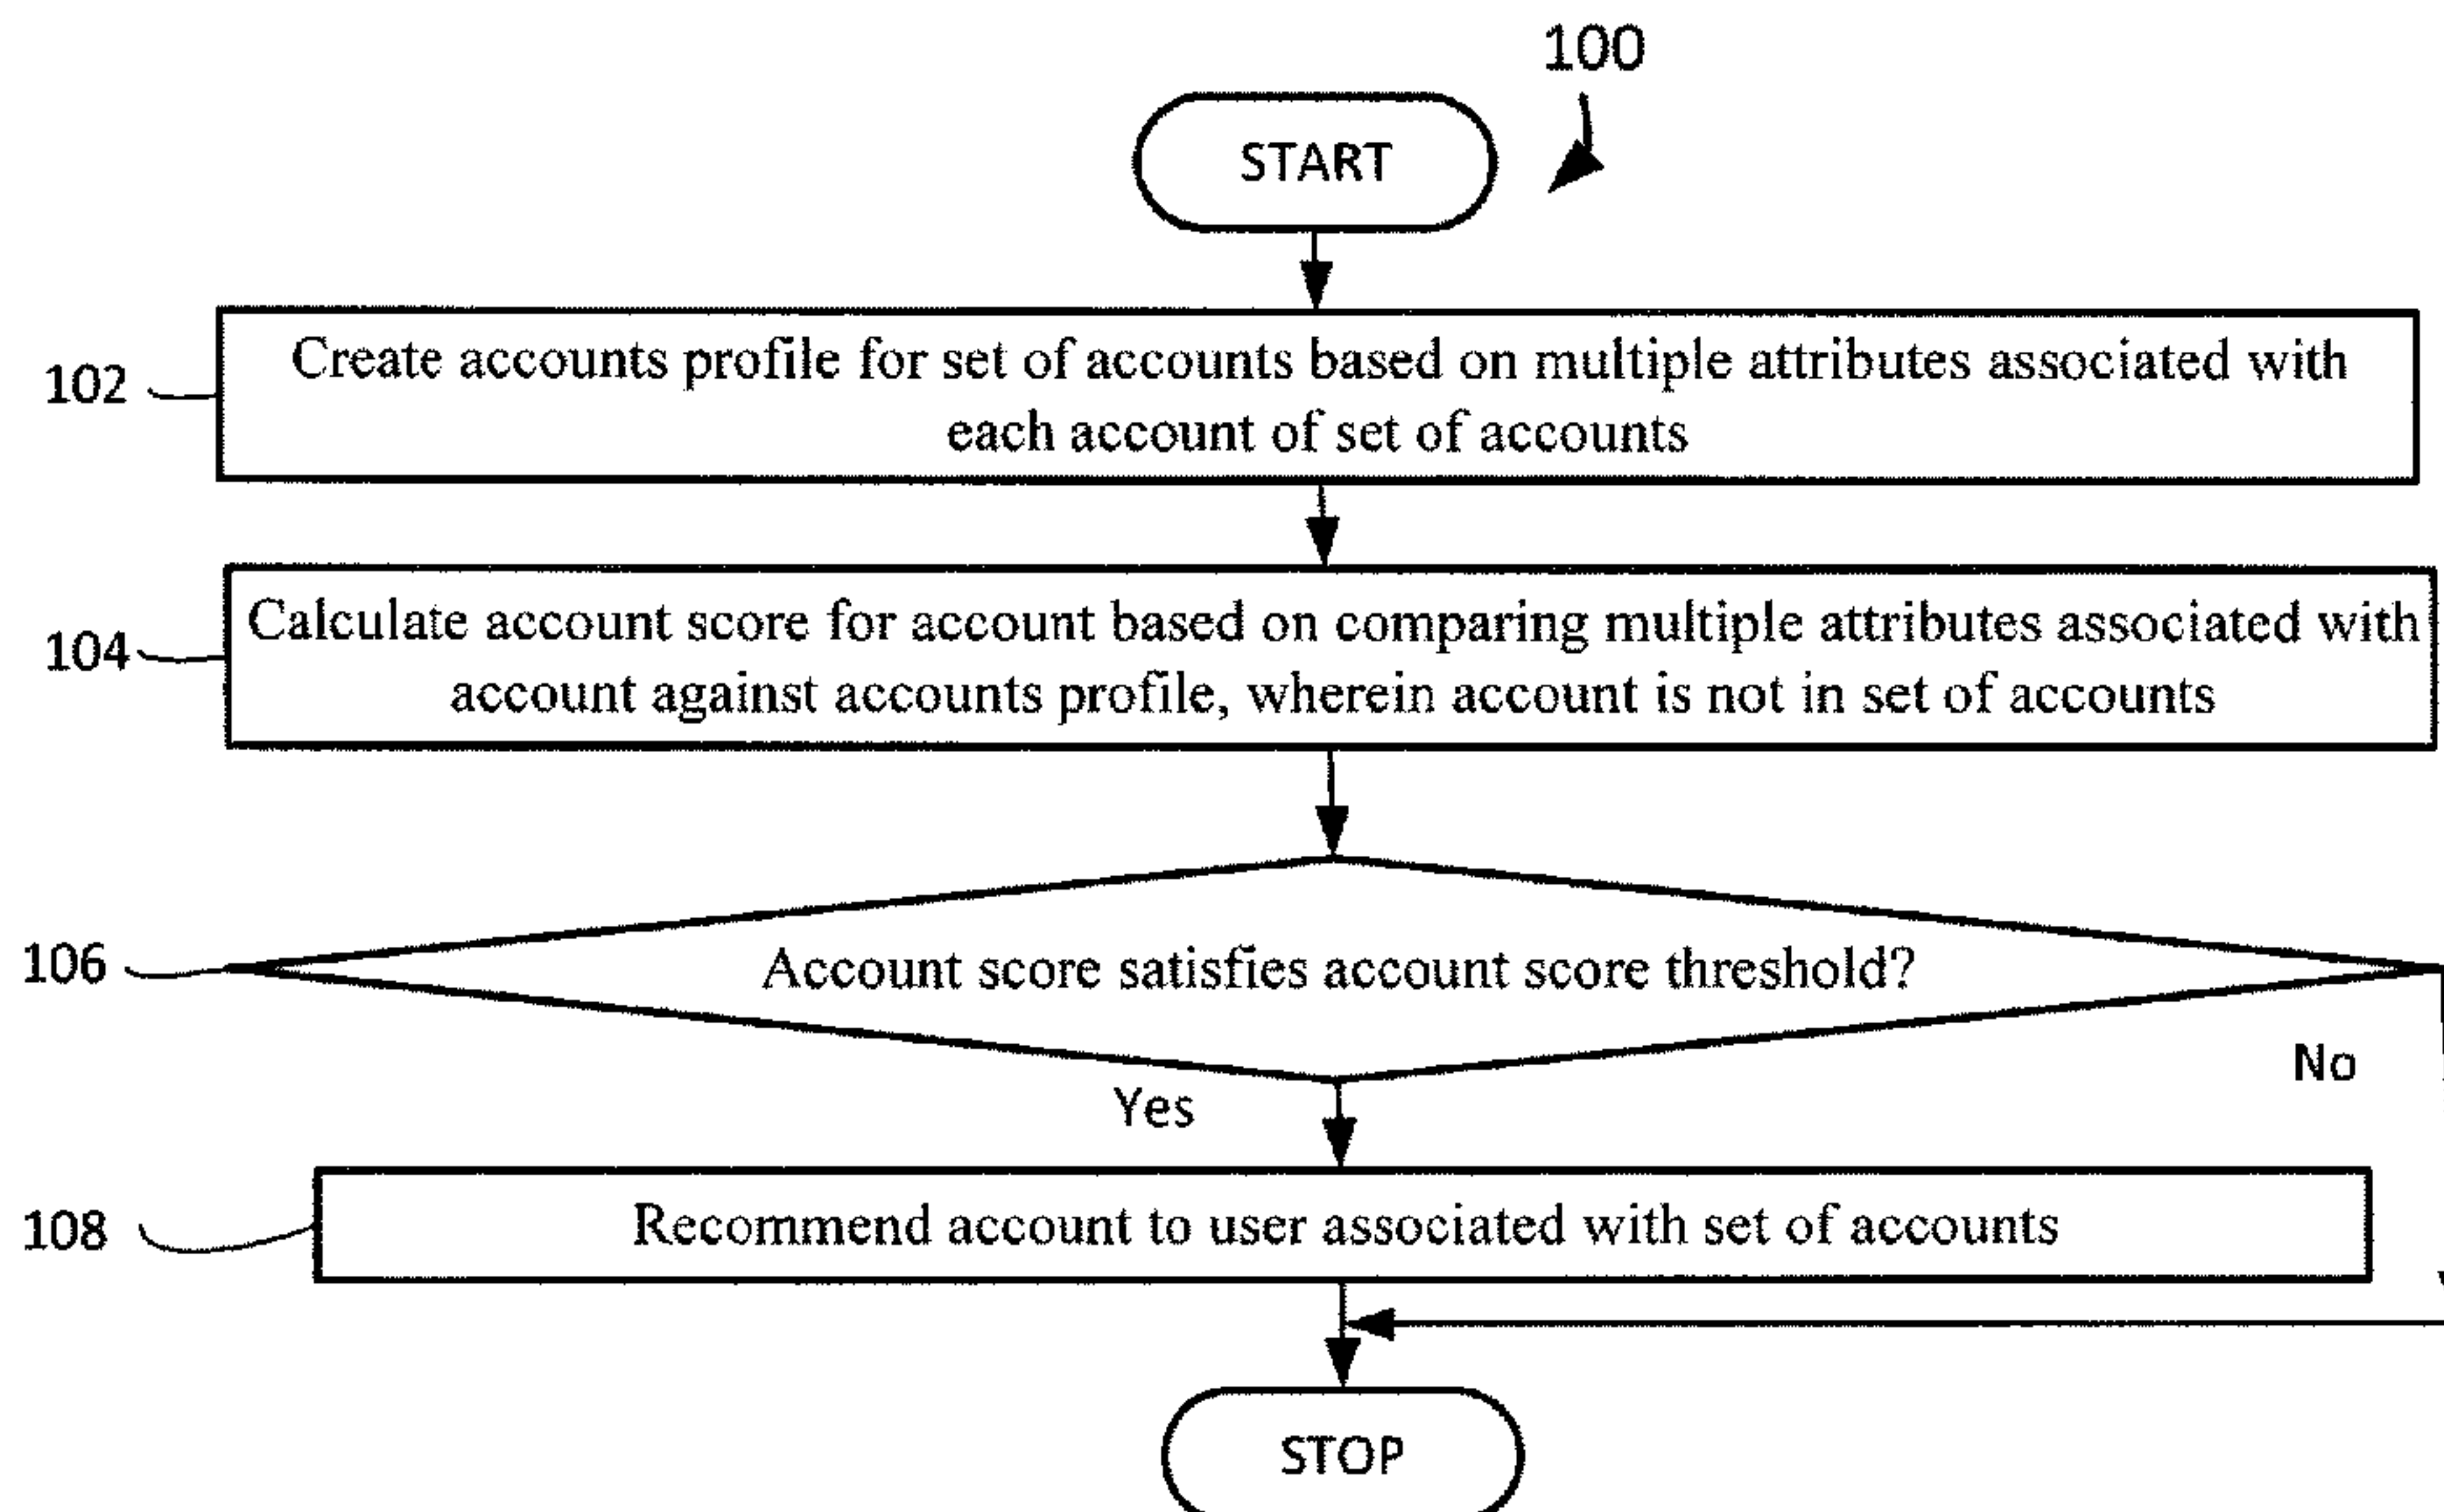 100
START
102
Create accounts profile for set of accounts based on multiple attributes associated with
each account of set of accounts
104
Calculate account score for account based on comparing multiple attributes associated with
account against accounts profile, wherein account is not in set of accounts
106
Account score satisfies account score threshold?
No
Yes
108
Recommend account to user associated with set of accounts
STOP